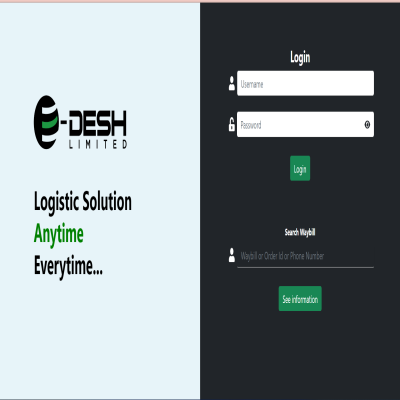 e-DESH
LIMITED
Logistic Solution
Anytime
Everytime...
Login
Username
Password
Login
Search Waybill
Waybill or Order Id or Phone Number
See information